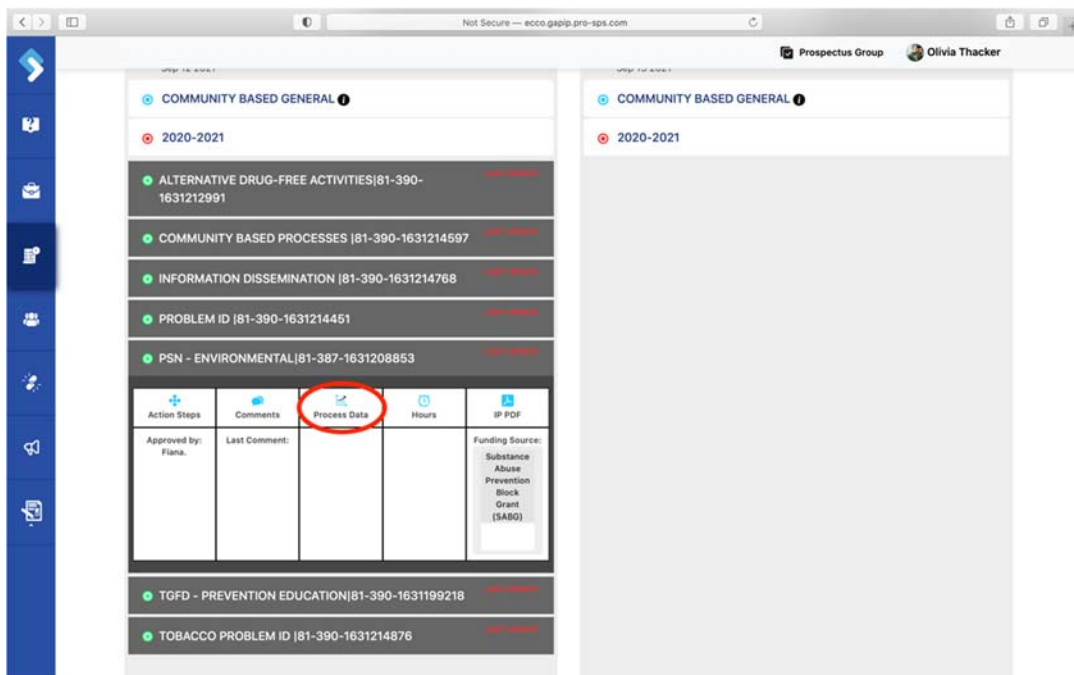 Not Secure — ecco.gapip.pro-sps.com
Prospectus Group
Olivia Thacker
COMMUNITY BASED GENERAL
2020-2021
ALTERNATIVE DRUG-FREE ACTIVITIES|81-390-
1631212991
COMMUNITY BASED PROCESSES |81-390-1631214597
INFORMATION DISSEMINATION |81-390-1631214768
PROBLEM ID |81-390-1631214451
PSN - ENVIRONMENTAL|81-387-1631208853
Action Steps
Comments
Process Data
Hours
IP PDF
Approved by:
Fiana.
Last Comment:
Funding Source:
Substance
Abuse
Prevention
Block
Grant
(SABG)
TGFD - PREVENTION EDUCATION|81-390-1631199218
TOBACCO PROBLEM ID |81-390-1631214876
COMMUNITY BASED GENERAL
2020-2021